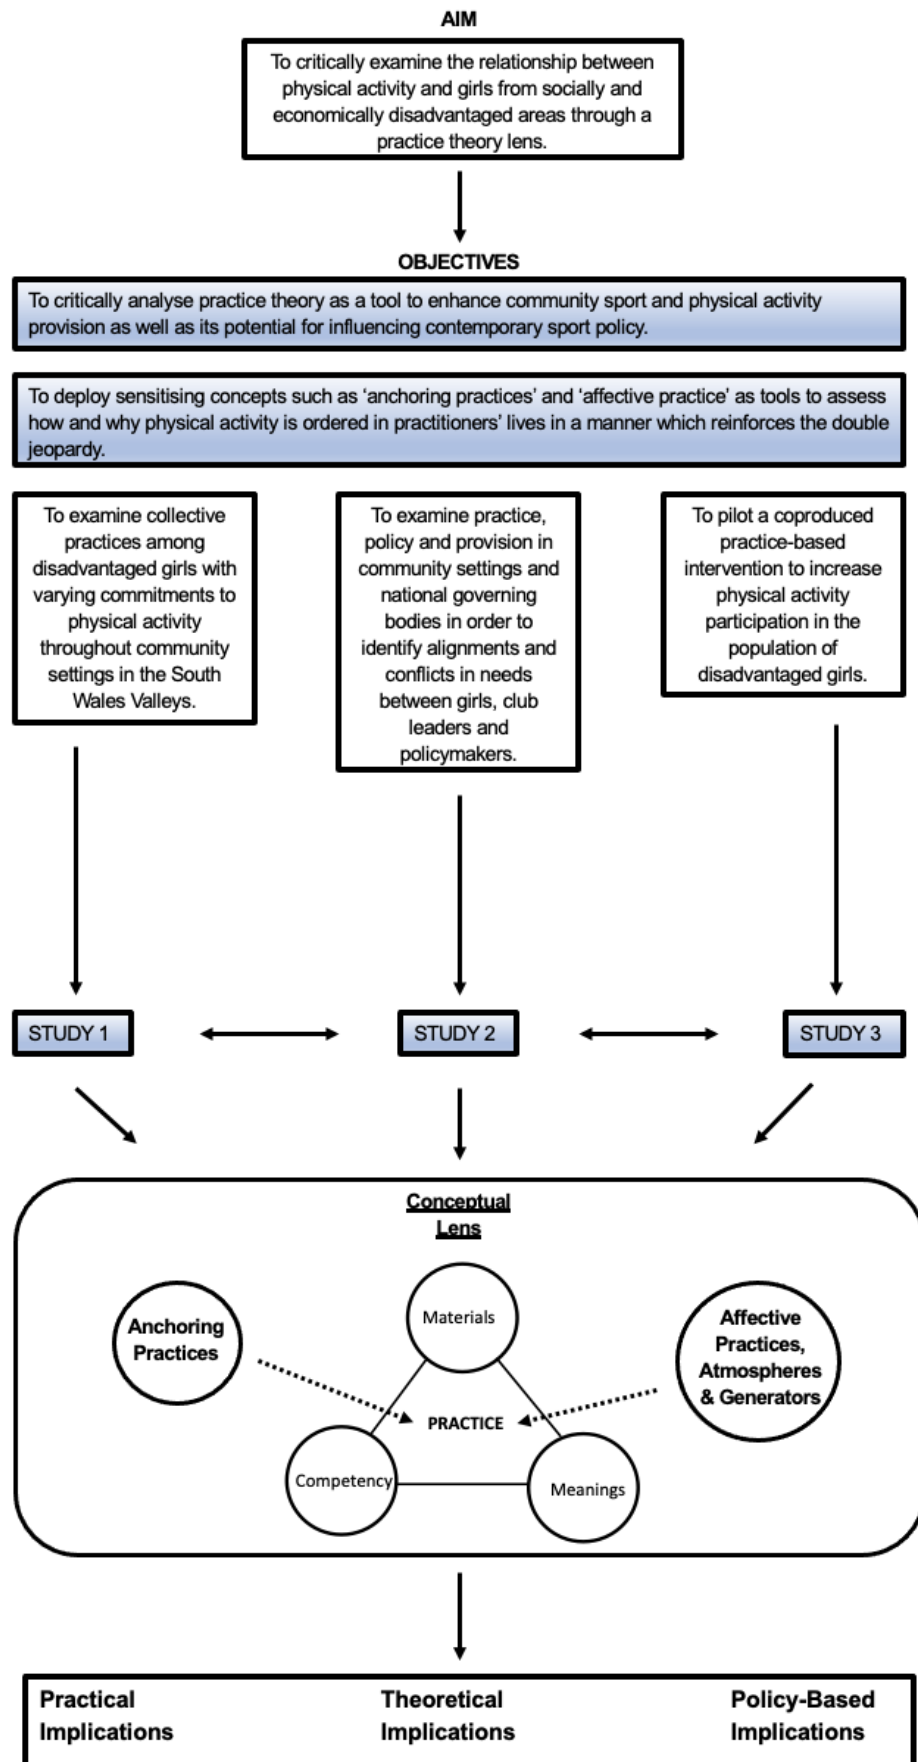 AIM
To critically examine the relationship between
physical activity and girls from socially and
economically disadvantaged areas through a
practice theory lens.
OBJECTIVES
To critically analyse practice theory as a tool to enhance community sport and physical activity
provision as well as its potential for influencing contemporary sport policy.
To deploy sensitising concepts such as ‘anchoring practices’ and ‘affective practice’ as tools to assess
how and why physical activity is ordered in practitioners’ lives in a manner which reinforces the double
jeopardy.
To examine collective
practices among
disadvantaged girls with
varying commitments to
physical activity
throughout community
settings in the South
Wales Valleys.
To examine practice,
policy and provision in
community settings and
national governing
bodies in order to
identify alignments and
conflicts in needs
between girls, club
leaders and
policymakers.
To pilot a coproduced
practice-based
intervention to increase
physical activity
participation in the
population of
disadvantaged girls.
STUDY 1
STUDY 2
STUDY 3
Conceptual
Lens
Anchoring
Practices
Materials
Affective
Practices,
Atmospheres
& Generators
PRACTICE
Competency
Meanings
Practical
Implications
Theoretical
Implications
Policy-Based
Implications